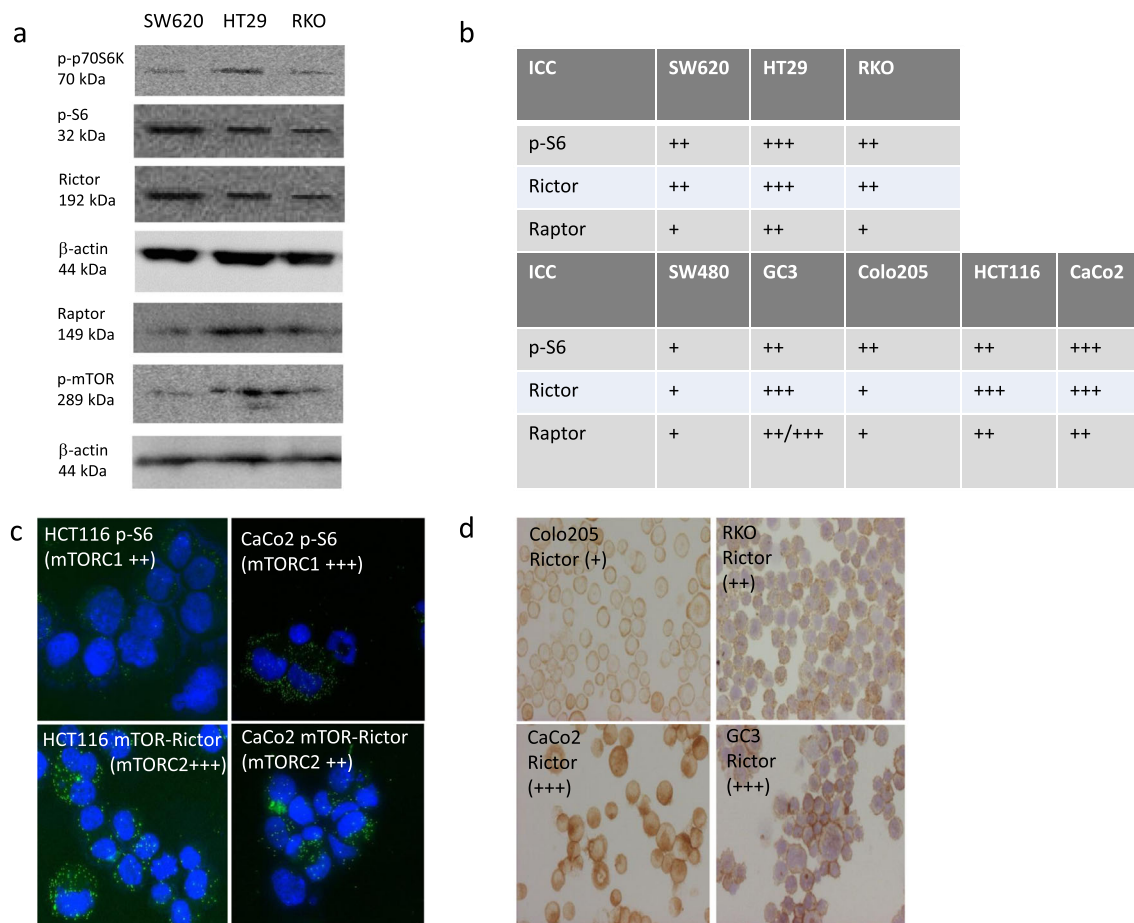 a
SW620 HT29 RKO
p-p70S6K
70 kDa
p-S6
32 kDa
Rictor
192 kDa
β-actin
44 kDa
Raptor
149 kDa
p-mTOR
289 kDa
β-actin
44 kDa
b
ICC SW620 HT29 RKO
p-S6 ++ +++ ++
Rictor ++ +++ ++
Raptor + ++ +
ICC SW480 GC3 Colo205 HCT116 CaCo2
p-S6 + ++ ++ ++ +++
Rictor + +++ + +++ +++
Raptor + ++/+++ + ++ ++
c
HCT116 p-S6
(mTORC1 ++)
CaCo2 p-S6
(mTORC1 +++)
HCT116 mTOR-Rictor
(mTORC2+++)
CaCo2 mTOR-Rictor
(mTORC2 ++)
d
Colo205
Rictor (+)
RKO
Rictor
(++)
CaCo2
Rictor
(+++)
GC3
Rictor
(+++)